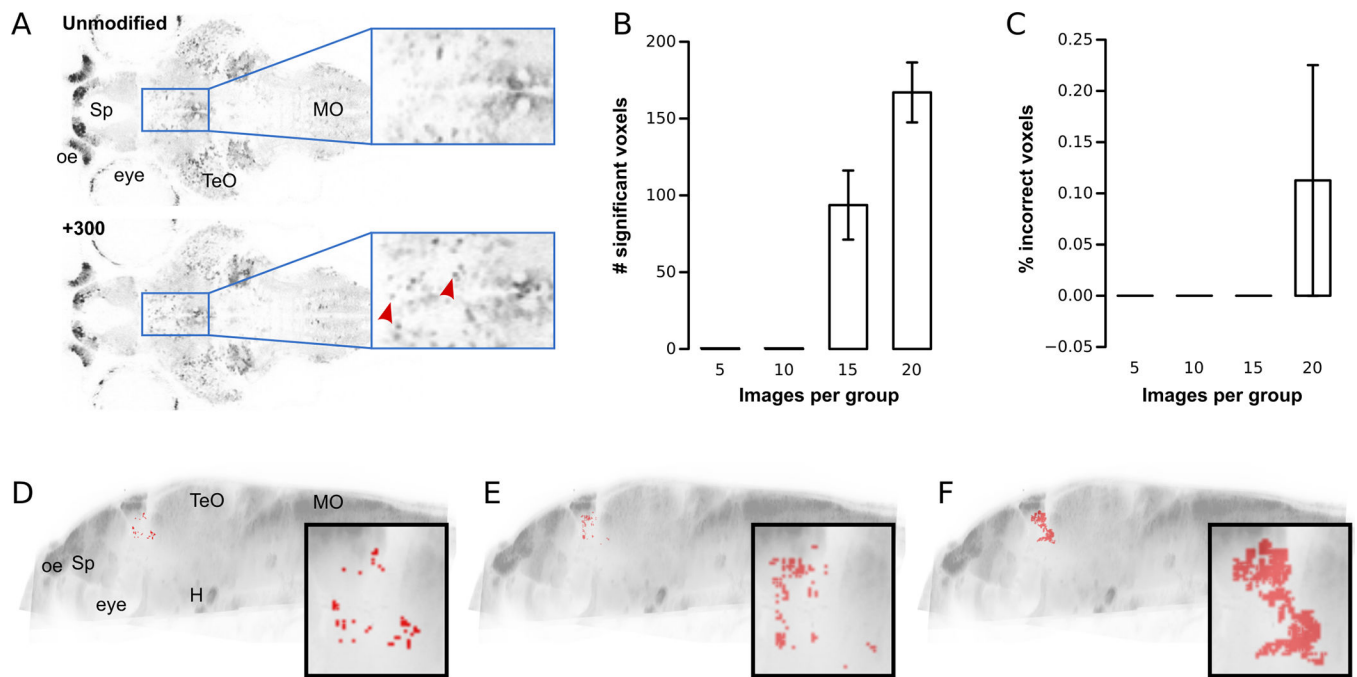 A
Unmodified
Sp
MO
oe
eye
TeO
+300
B
# significant voxels
200
150
100
50
0
5 10 15 20
Images per group
C
% incorrect voxels
0.25
0.20
0.15
0.10
0.05
0.00
−0.05
5 10 15 20
Images per group
D
TeO
MO
oe
Sp
eye
H
E
F